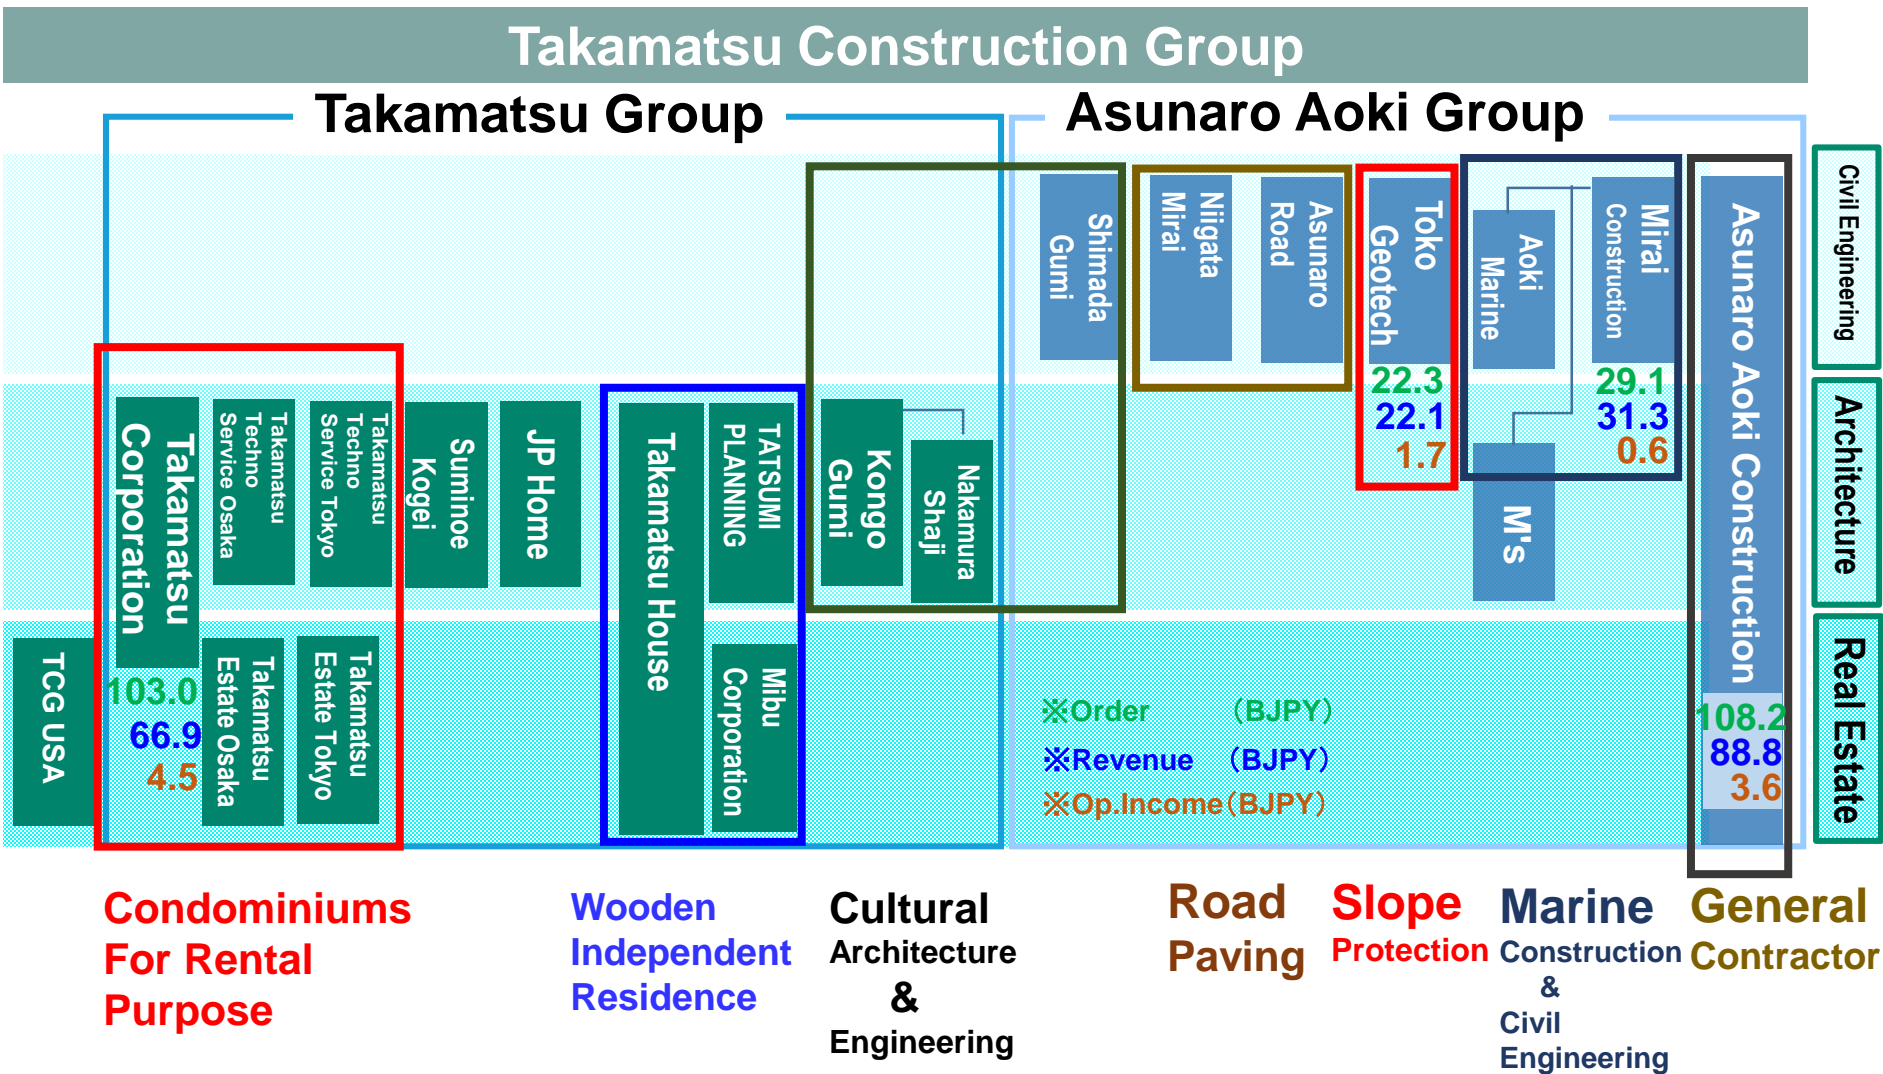 Takamatsu Construction Group
Takamatsu Group
Asunaro Aoki Group
Civil Engineering
Architecture
Real Estate
TCG USA
Takamatsu
Corporation
103.0
66.9
4.5
Takamatsu
Techno
Service Osaka
Takamatsu
Techno
Service Tokyo
Takamatsu
Estate Osaka
Takamatsu
Estate Tokyo
Suminoe
Kogei
JP Home
Takamatsu House
TATSUMI
PLANNING
Mibu
Corporation
Kongo
Gumi
Nakamura
Shaji
Shimada
Gumi
Niigata
Mirai
Asunaro
Road
Toko
Geotech
22.3
22.1
1.7
Aoki
Marine
Mirai
Construction
29.1
31.3
0.6
M's
Asunaro Aoki Construction
108.2
88.8
3.6
※Order （BJPY）
※Revenue （BJPY）
※Op.Income（BJPY）
Condominiums
For Rental
Purpose
Wooden
Independent
Residence
Cultural
Architecture
&
Engineering
Road
Paving
Slope
Protection
Marine
Construction
&
Civil
Engineering
General
Contractor